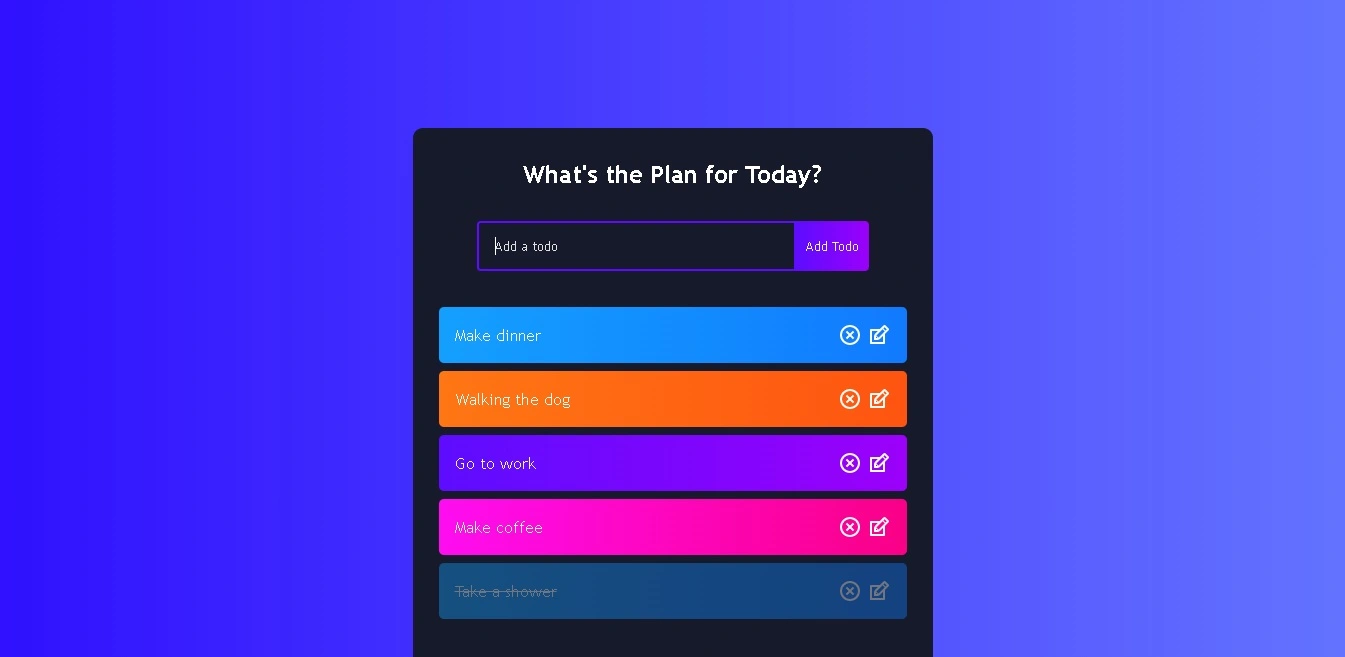 What's the Plan for Today?
Add a todo
Add Todo
Make dinner
Walking the dog
Go to work
Make coffee
Take a shower